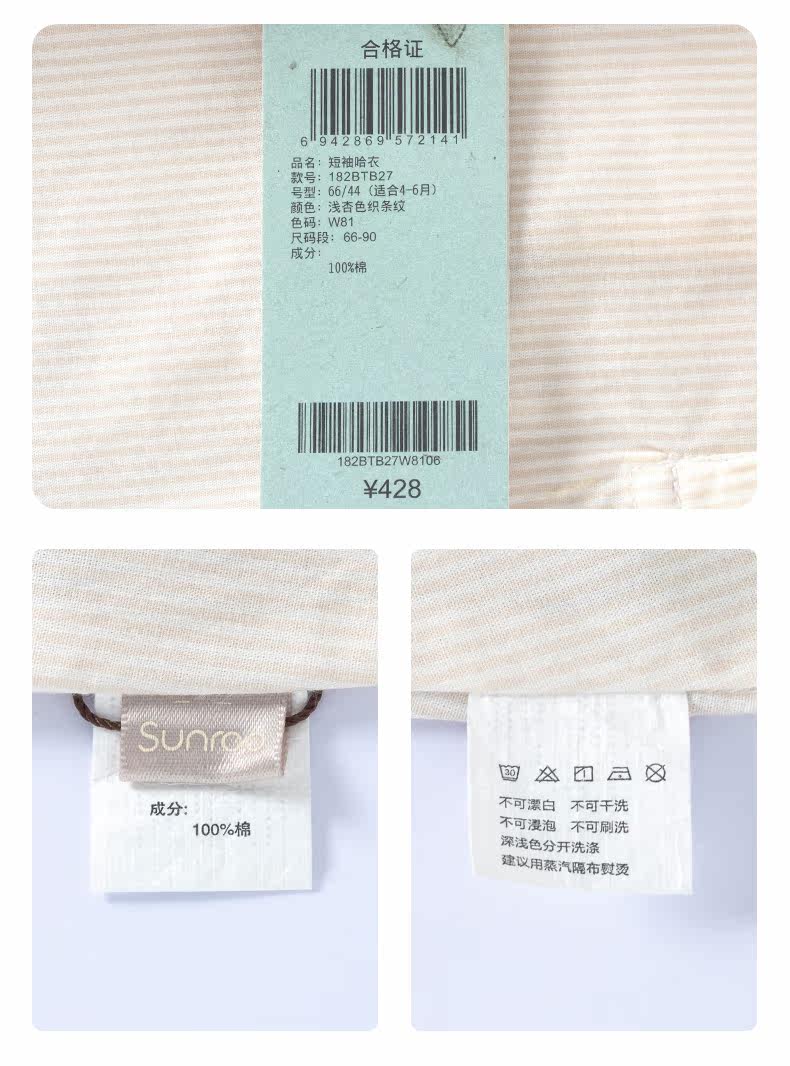 合格证
6 942869 572141
品名：短袖哈衣
款号：182BTB27
号型：66/44（适合4-6月）
颜色：浅杏色织条纹
色码：W81
尺码段：66-90
成分：
100%棉
182BTB27W8106
¥428
Sunroo
成分:
100%棉
30
不可漂白 不可干洗
不可浸泡 不可刷洗
深浅色分开洗涤
建议用蒸汽隔布熨烫